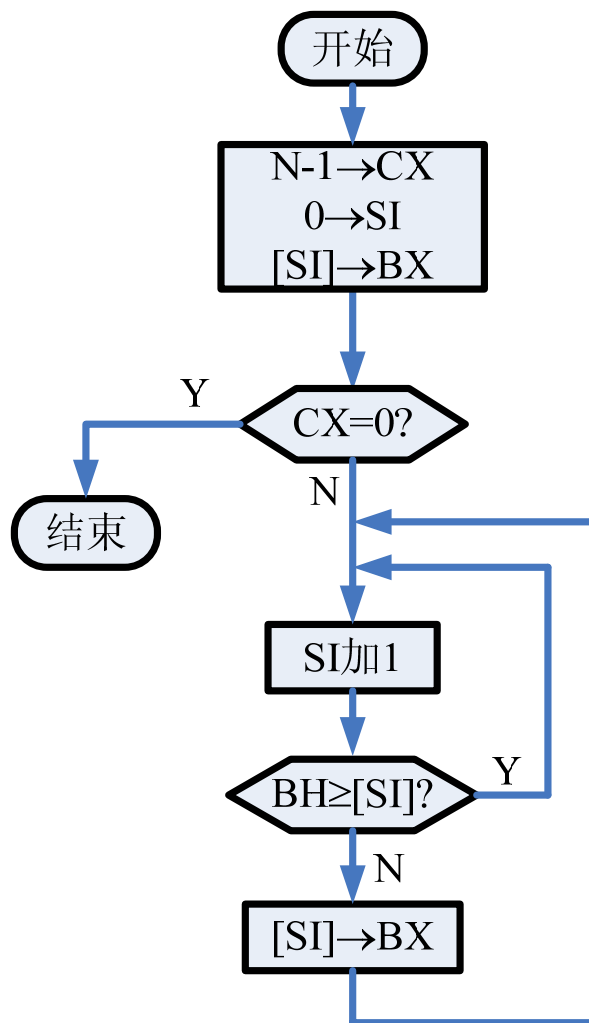 开始
N-1→CX
0→SI
[SI]→BX
Y
CX=0?
N
结束
SI加1
BH≥[SI]?
Y
N
[SI]→BX